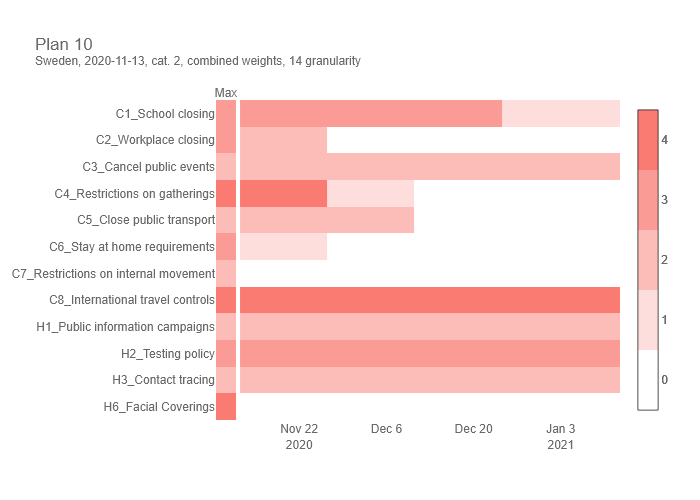 Plan 10
Sweden, 2020-11-13, cat. 2, combined weights, 14 granularity
Max
C1_School closing
C2_Workplace closing
C3_Cancel public events
C4_Restrictions on gatherings
C5_Close public transport
C6_Stay at home requirements
C7_Restrictions on internal movement
C8_International travel controls
H1_Public information campaigns
H2_Testing policy
H3_Contact tracing
H6_Facial Coverings
Nov 22 Dec 6 Dec 20 Jan 3
2020 2021
4
3
2
1
0